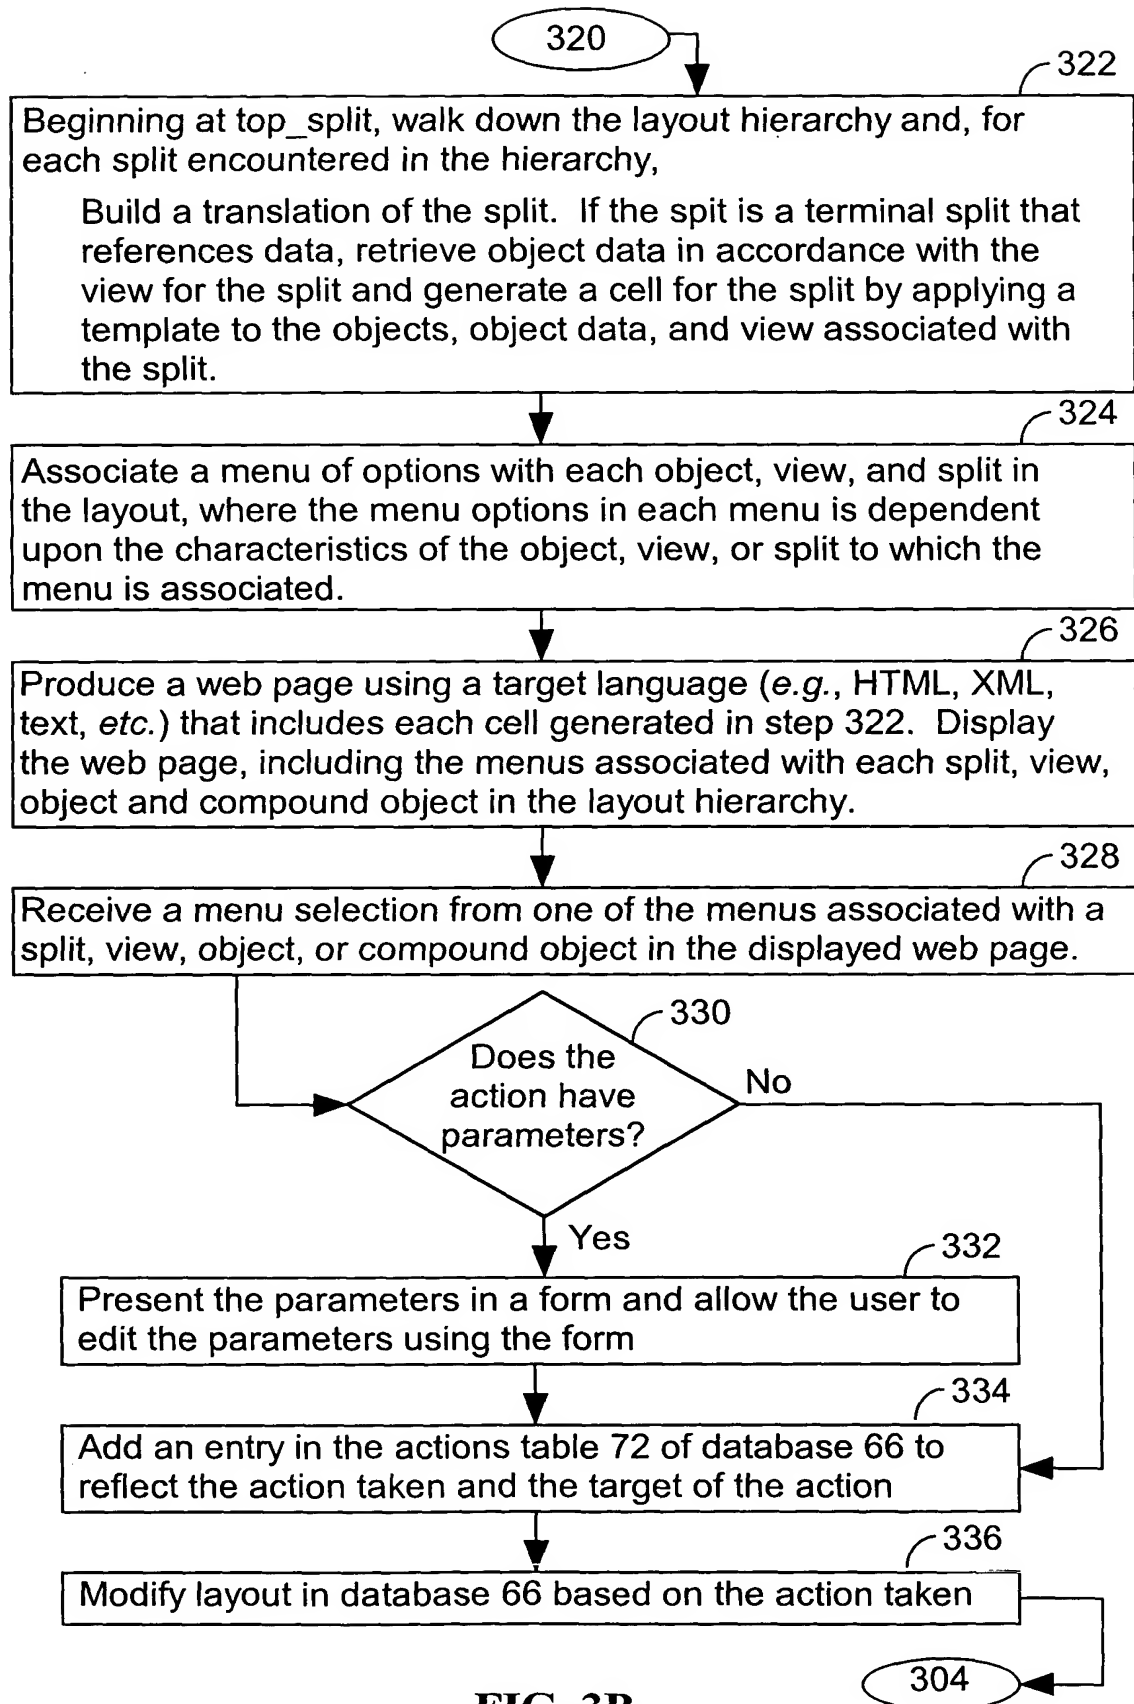 320
322
Beginning at top_split, walk down the layout hierarchy and, for
each split encountered in the hierarchy,
Build a translation of the split.  If the spit is a terminal split that
references data, retrieve object data in accordance with the
view for the split and generate a cell for the split by applying a
template to the objects, object data, and view associated with
the split.
324
Associate a menu of options with each object, view, and split in
the layout, where the menu options in each menu is dependent
upon the characteristics of the object, view, or split to which the
menu is associated.
326
Produce a web page using a target language (e.g., HTML, XML,
text, etc.) that includes each cell generated in step 322.  Display
the web page, including the menus associated with each split, view,
object and compound object in the layout hierarchy.
328
Receive a menu selection from one of the menus associated with a
split, view, object, or compound object in the displayed web page.
330
Does the
action have
parameters?
No
Yes
332
Present the parameters in a form and allow the user to
edit the parameters using the form
334
Add an entry in the actions table 72 of database 66 to
reflect the action taken and the target of the action
336
Modify layout in database 66 based on the action taken
304
FIG. 3B